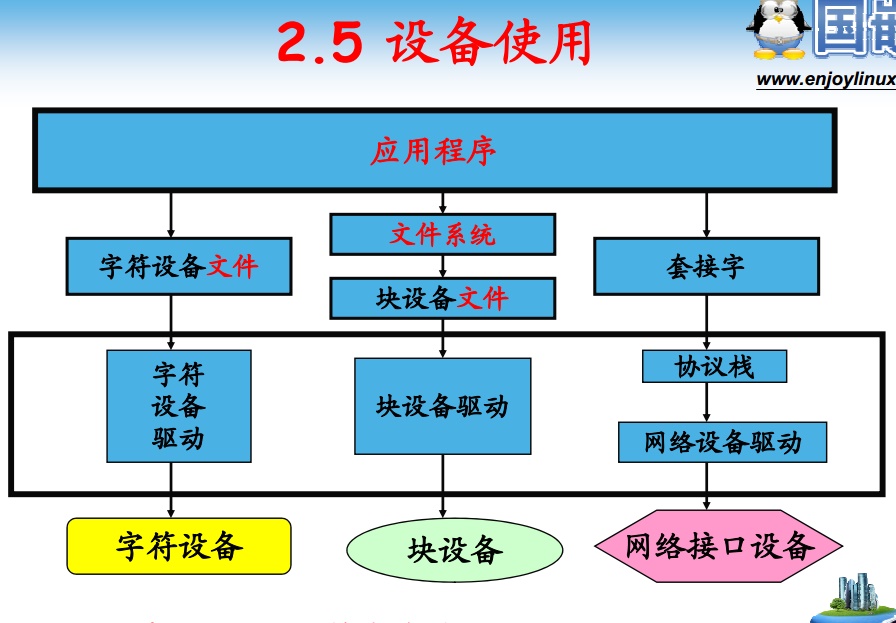 2.5 设备使用
国嵌
www.enjoylinux
应用程序
字符设备文件
文件系统
块设备文件
套接字
字符
设备
驱动
块设备驱动
协议栈
网络设备驱动
字符设备
块设备
网络接口设备